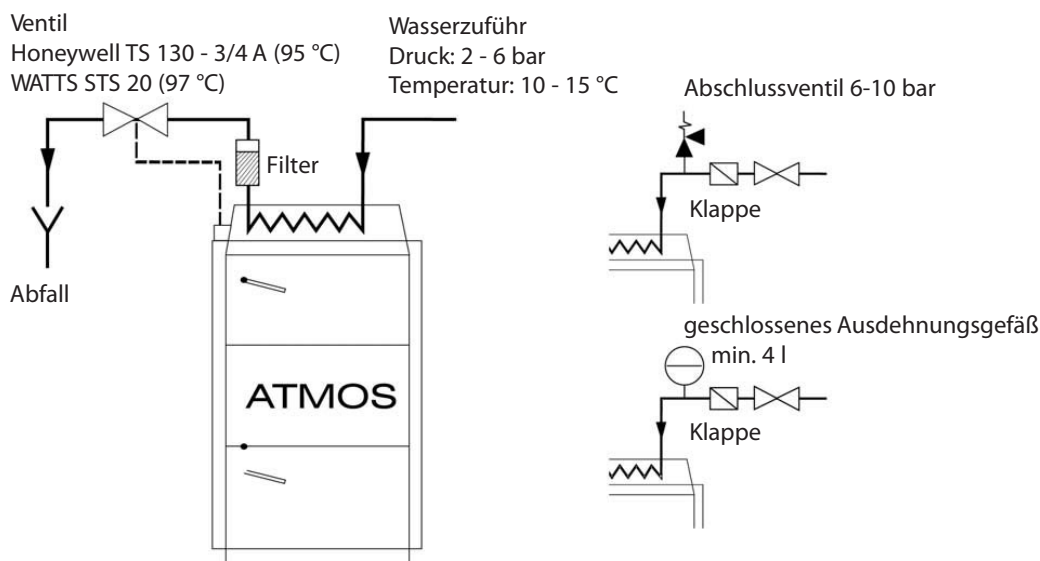 Ventil
Honeywell TS 130 - 3/4 A (95 °C)
WATTS STS 20 (97 °C)
Wasserzuführ
Druck: 2 - 6 bar
Temperatur: 10 - 15 °C
Abschlussventil 6-10 bar
Filter
Klappe
Abfall
geschlossenes Ausdehnungsgefäß
min. 4 l
ATMOS
Klappe